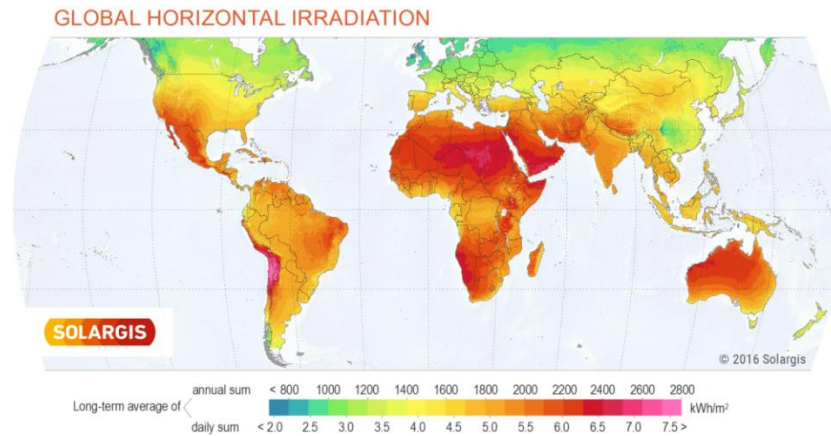 GLOBAL HORIZONTAL IRRADIATION
SOLARGIS
© 2016 Solargis
annual sum < 800 1000 1200 1400 1600 1800 2000 2200 2400 2600 2800
Long-term average of kWh/m²
daily sum < 2.0 2.5 3.0 3.5 4.0 4.5 5.0 5.5 6.0 6.5 7.0 7.5 >